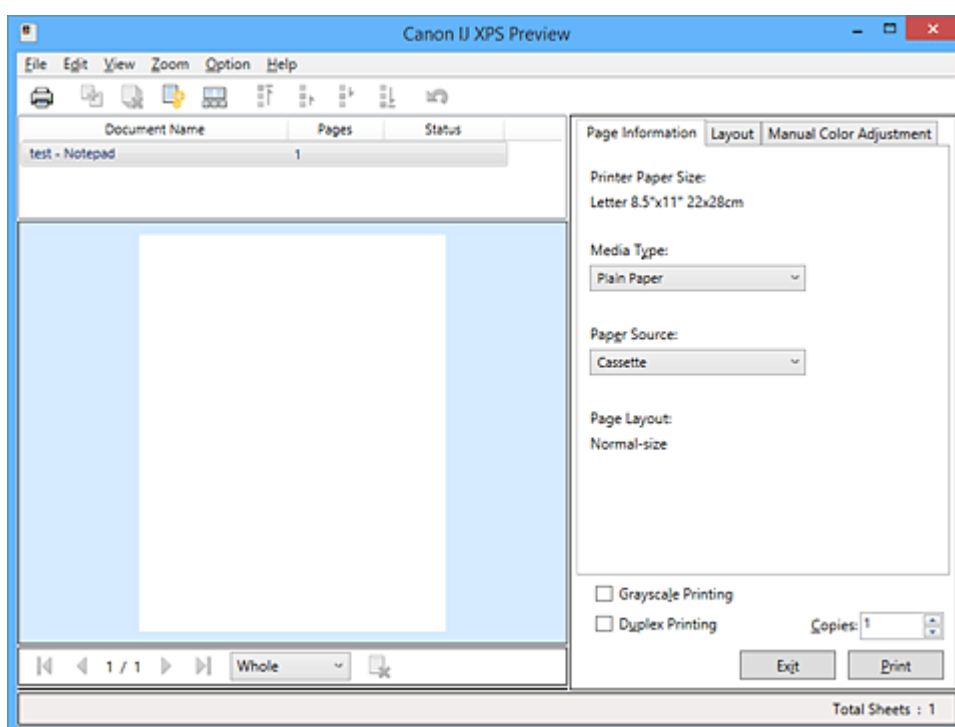 Canon IJ XPS Preview
File Edit View Zoom Option Help
Document Name Pages Status
test - Notepad 1
Page Information Layout Manual Color Adjustment
Printer Paper Size:
Letter 8.5"x11" 22x28cm
Media Type:
Plain Paper
Paper Source:
Cassette
Page Layout:
Normal-size
Grayscale Printing
Duplex Printing Copies: 1
1 / 1 Whole
Exit Print
Total Sheets : 1